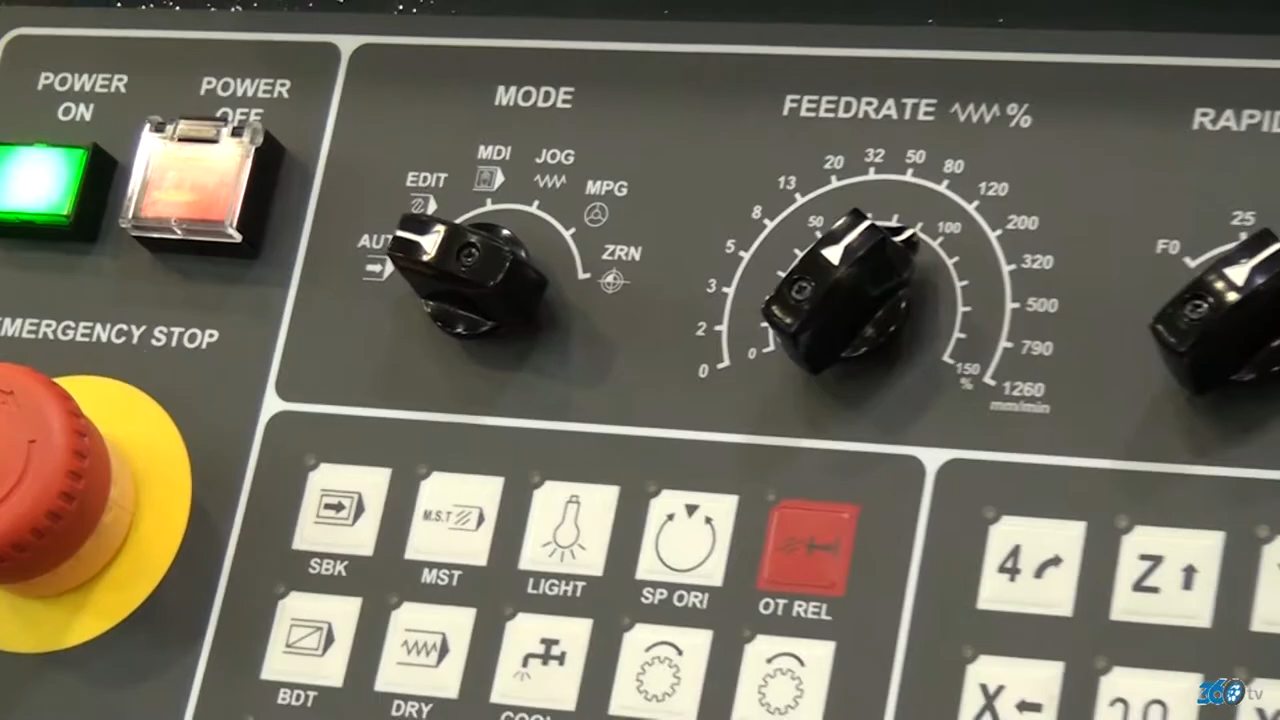 POWER
ON
POWER
OFF
MODE
FEEDRATE %
EDIT
MDI
JOG
MPG
ZRN
0
2
3
5
8
13
20
32
50
80
120
200
320
500
790
1260
mm/min
0
50
100
150
%
F0
25
EMERGENCY STOP
SBK
M.S.T
MST
LIGHT
SP ORI
OT REL
BDT
DRY
4
Z
X
360tv